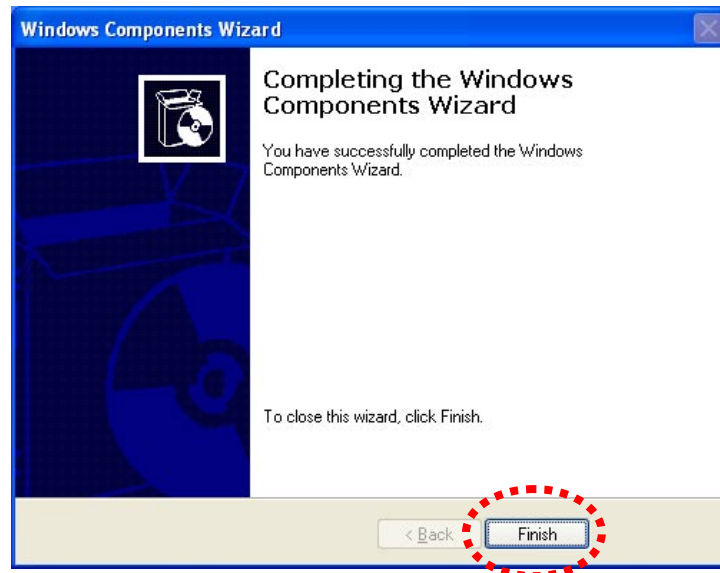 Windows Components Wizard
Completing the Windows
Components Wizard
You have successfully completed the Windows
Components Wizard.
To close this wizard, click Finish.
< Back
Finish